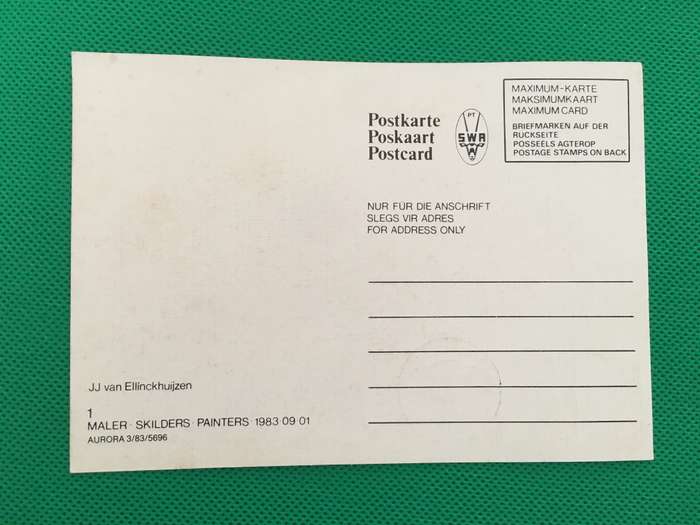 Postkarte
Poskaart
Postcard
PT
SWA
MAXIMUM-KARTE
MAKSIMUMKAART
MAXIMUM CARD
BRIEFMARKEN AUF DER
RÜCKSEITE
POSSEËLS AGTEROP
POSTAGE STAMPS ON BACK
NUR FÜR DIE ANSCHRIFT
SLEGS VIR ADRES
FOR ADDRESS ONLY
JJ van Ellinckhuijzen
1
MALER · SKILDERS · PAINTERS · 1983·09·01
AURORA 3/83/5696